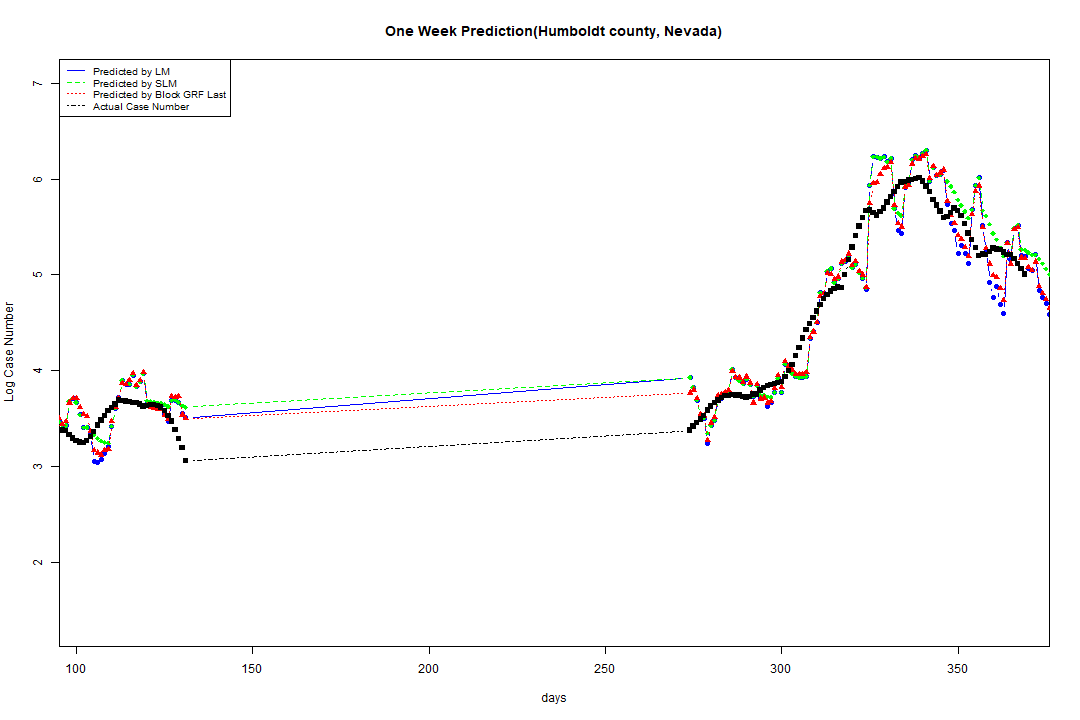 One Week Prediction(Humboldt county, Nevada)
Predicted by LM
Predicted by SLM
Predicted by Block GRF Last
Actual Case Number
7
6
5
4
3
2
Log Case Number
100 150 200 250 300 350
days